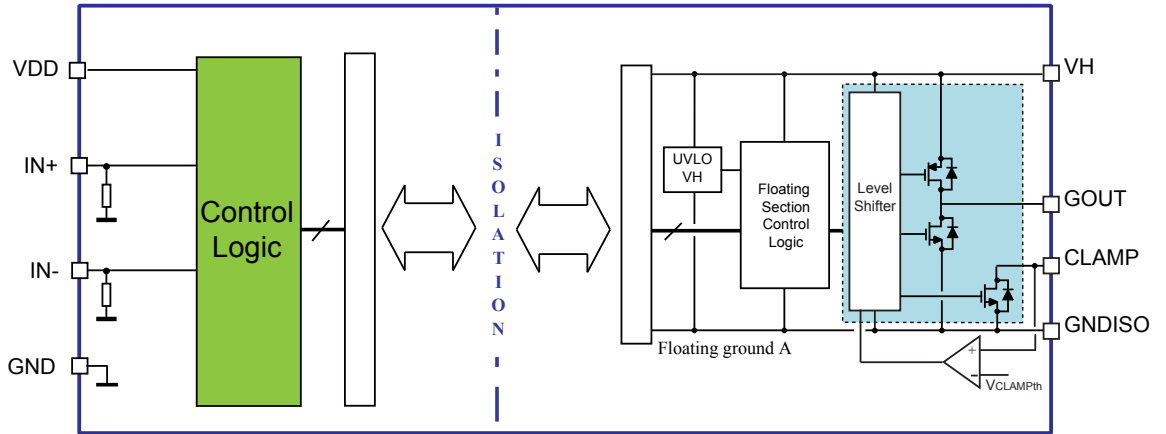 VDD
IN+
IN-
GND
Control
Logic
I
S
O
L
A
T
I
O
N
UVLO
VH
Floating
Section
Control
Logic
Level
Shifter
VH
GOUT
CLAMP
GNDISO
Floating ground A
+
-
VCLAMPth